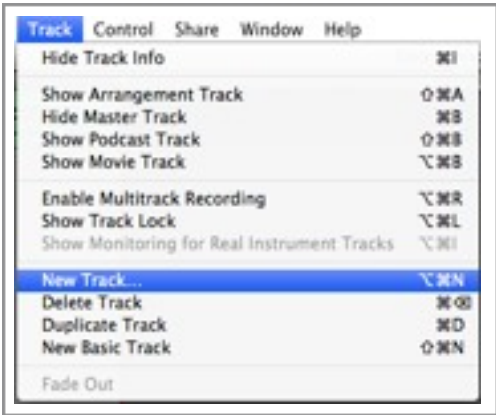 Track Control Share Window Help
Hide Track Info ⌘I
Show Arrangement Track ⇧⌘A
Hide Master Track ⌘B
Show Podcast Track ⇧⌘B
Show Movie Track ⌥⌘B
Enable Multitrack Recording ⌥⌘R
Show Track Lock ⌥⌘L
Show Monitoring for Real Instrument Tracks ⌥⌘I
New Track... ⌥⌘N
Delete Track ⌘⌫
Duplicate Track ⌘D
New Basic Track ⇧⌘N
Fade Out